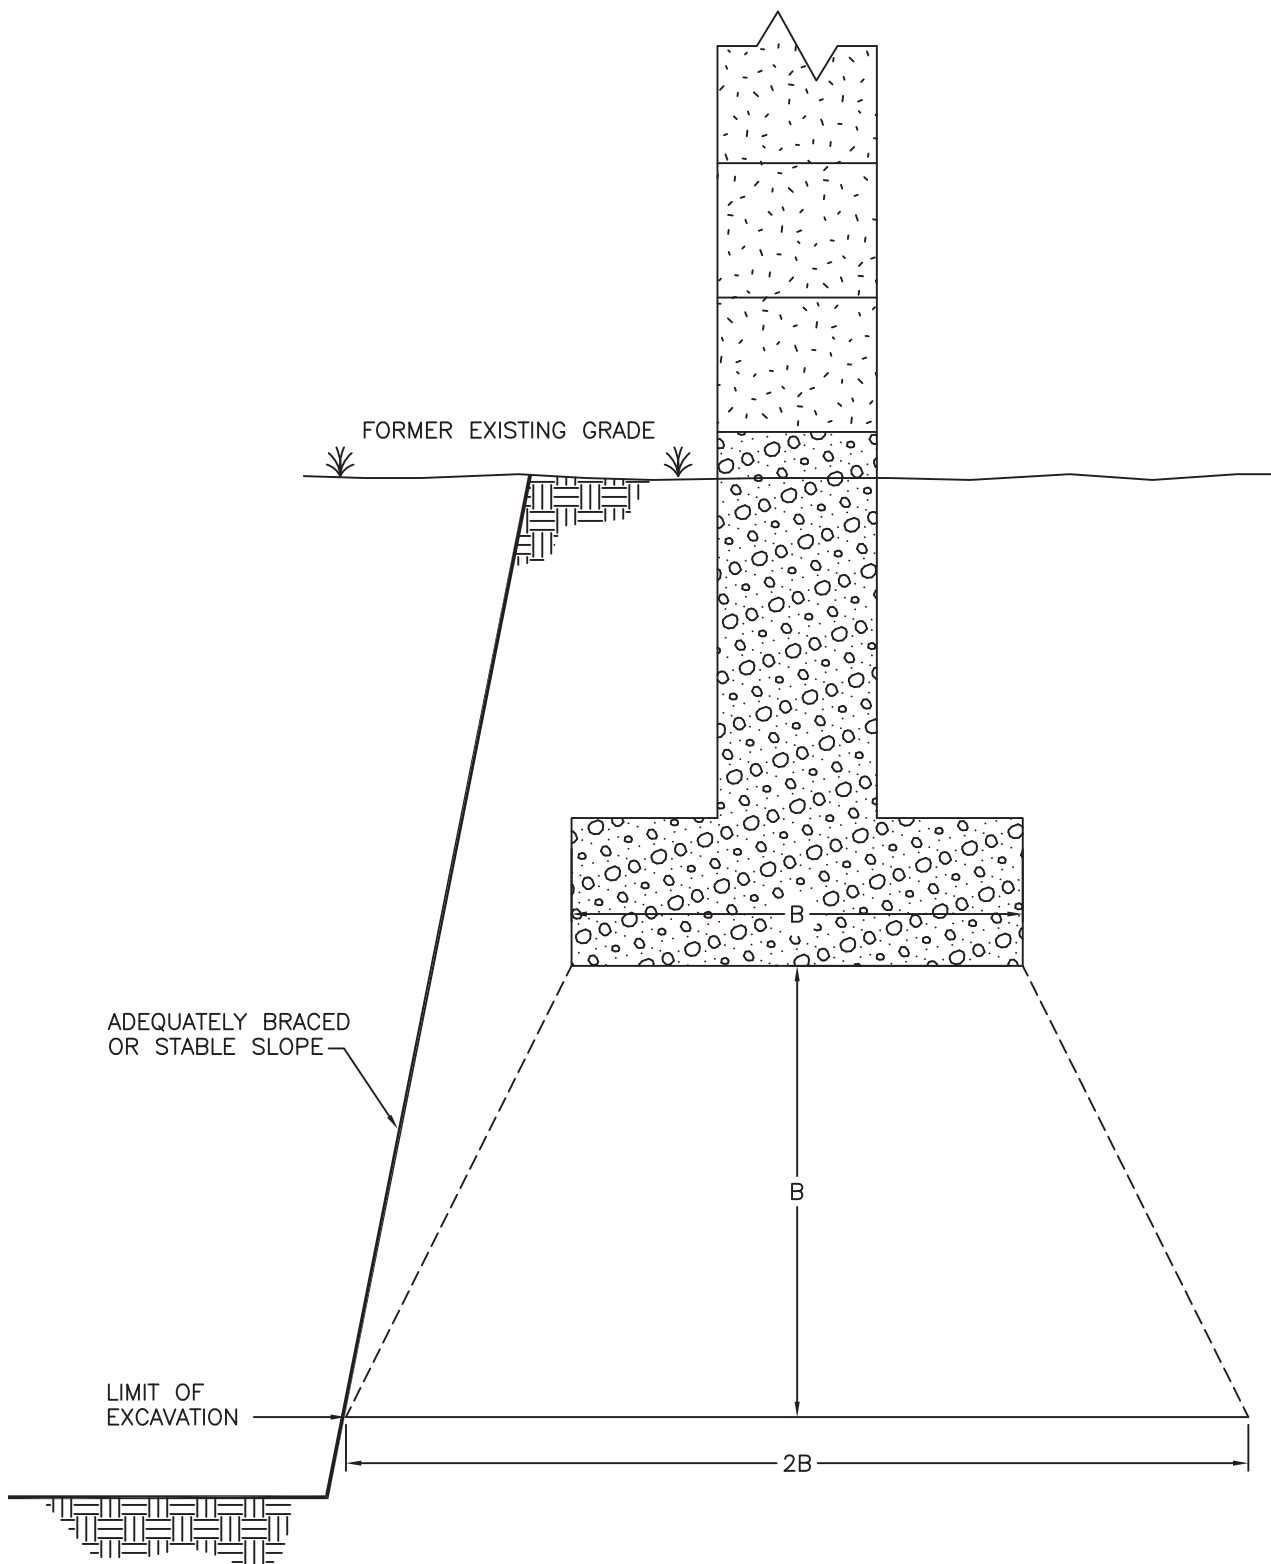 FORMER EXISTING GRADE
B
ADEQUATELY BRACED
OR STABLE SLOPE
B
LIMIT OF
EXCAVATION
2B